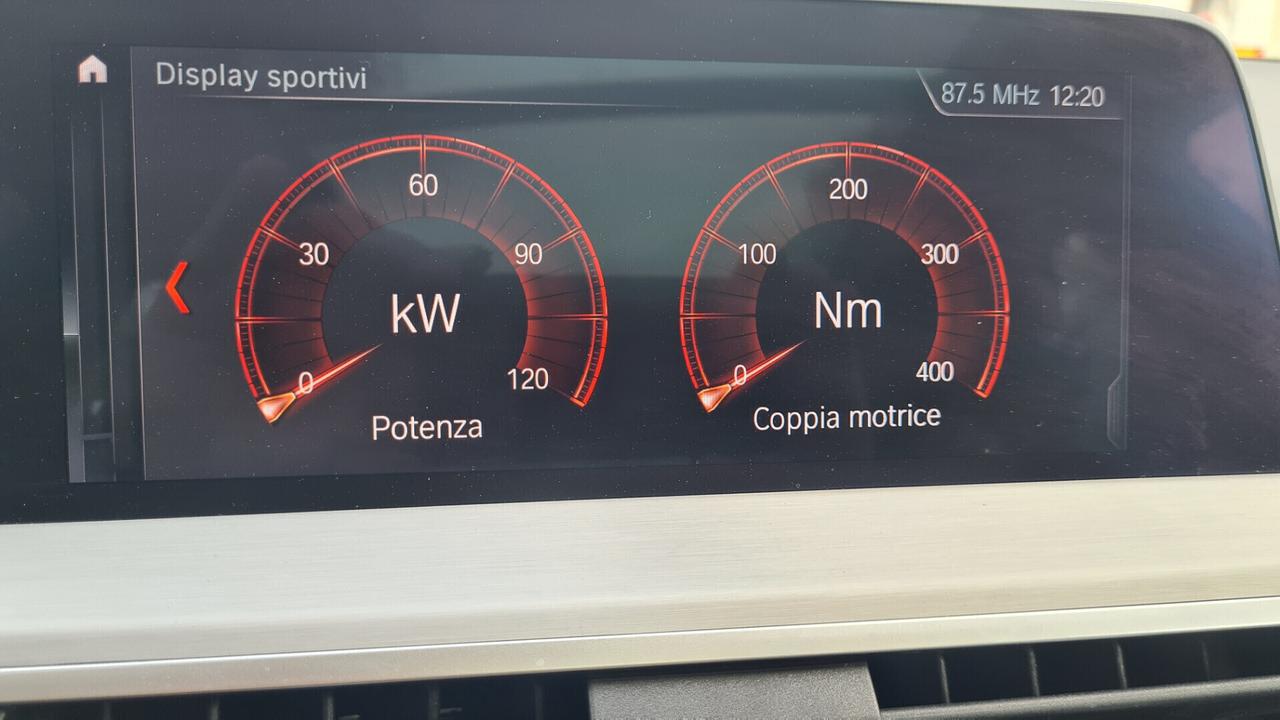 Display sportivi
87.5 MHz 12:20
60
30
90
kW
0
120
Potenza
200
100
300
Nm
0
400
Coppia motrice